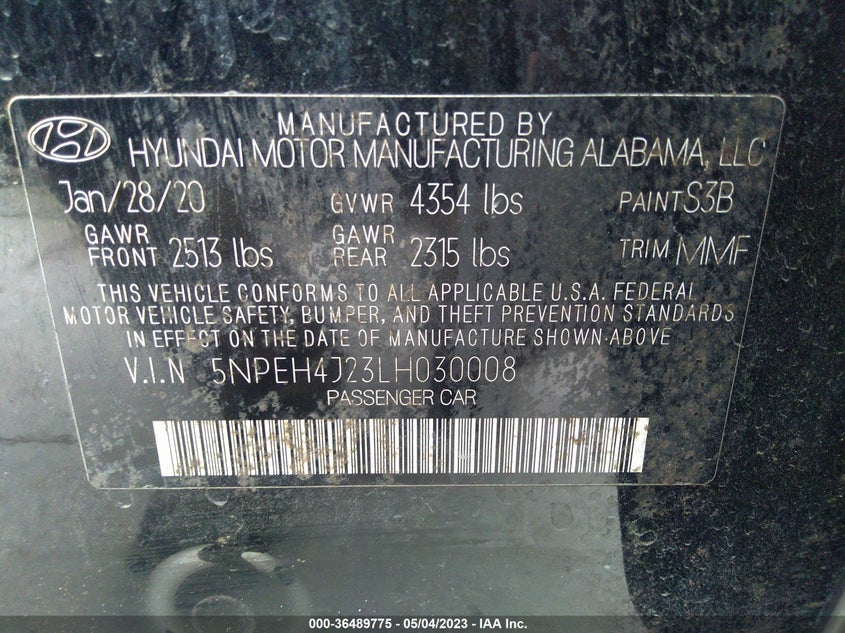 MANUFACTURED BY
HYUNDAI MOTOR MANUFACTURING ALABAMA, LLC
Jan/28/20 GVWR 4354 lbs PAINT S3B
GAWR FRONT 2513 lbs GAWR REAR 2315 lbs TRIM MMF
THIS VEHICLE CONFORMS TO ALL APPLICABLE U.S.A. FEDERAL
MOTOR VEHICLE SAFETY, BUMPER, AND THEFT PREVENTION STANDARDS
IN EFFECT ON THE DATE OF MANUFACTURE SHOWN ABOVE
V.I.N 5NPEH4J23LH030008
PASSENGER CAR
000-36489775 - 05/04/2023 - IAA Inc.